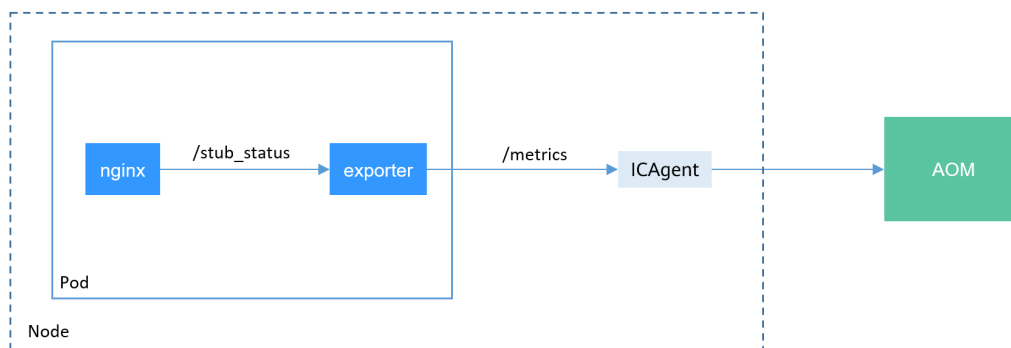 /stub_status
/metrics
nginx
exporter
ICAgent
AOM
Pod
Node